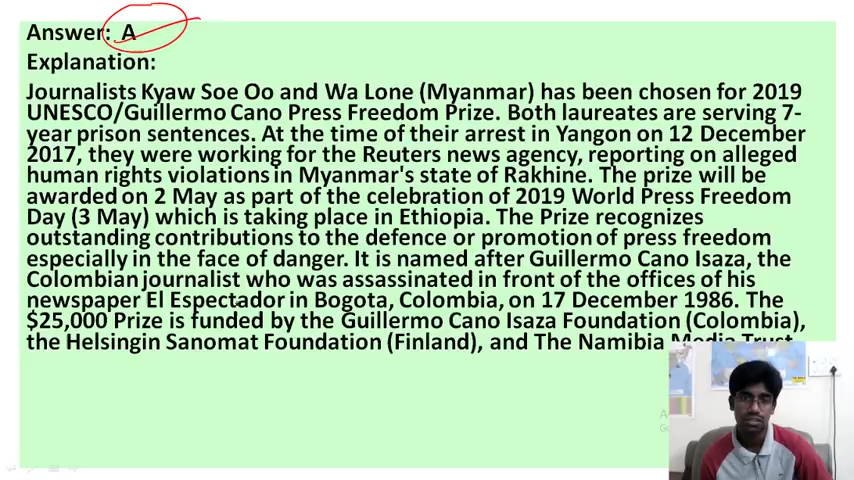 Answer: A
Explanation:
Journalists Kyaw Soe Oo and Wa Lone (Myanmar) has been chosen for 2019
UNESCO/Guillermo Cano Press Freedom Prize. Both laureates are serving 7-
year prison sentences. At the time of their arrest in Yangon on 12 December
2017, they were working for the Reuters news agency, reporting on alleged
human rights violations in Myanmar's state of Rakhine. The prize will be
awarded on 2 May as part of the celebration of 2019 World Press Freedom
Day (3 May) which is taking place in Ethiopia. The Prize recognizes
outstanding contributions to the defence or promotion of press freedom
especially in the face of danger. It is named after Guillermo Cano Isaza, the
Colombian journalist who was assassinated in front of the offices of his
newspaper El Espectador in Bogota, Colombia, on 17 December 1986. The
$25,000 Prize is funded by the Guillermo Cano Isaza Foundation (Colombia),
the Helsingin Sanomat Foundation (Finland), and The Namibia Media Trust